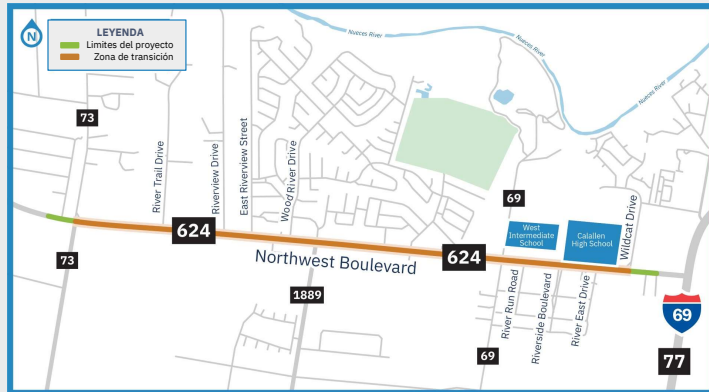 N
LEYENDA
Limites del proyecto
Zona de transición
Nueces River
Nueces River
Nueces River
73
River Trail Drive
Riverview Drive
East Riverview Street
Wood River Drive
69
West
Intermediate
School
Calallen
High School
Wildcat Drive
624
624
Northwest Boulevard
73
1889
River Run Road
Riverside Boulevard
River East Drive
69
69
77